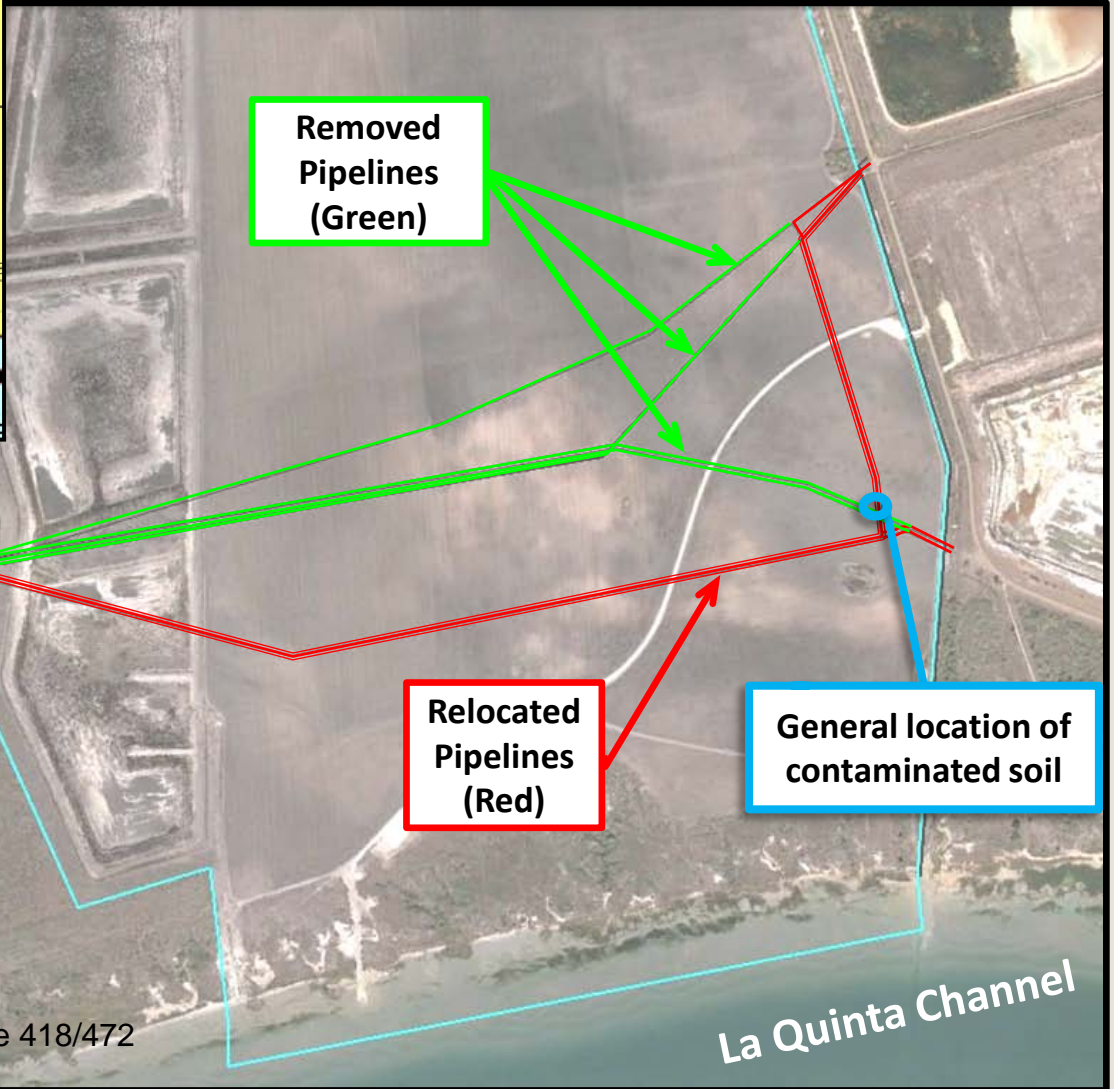 Removed
Pipelines
(Green)
Relocated
Pipelines
(Red)
General location of
contaminated soil
La Quinta Channel
418/472